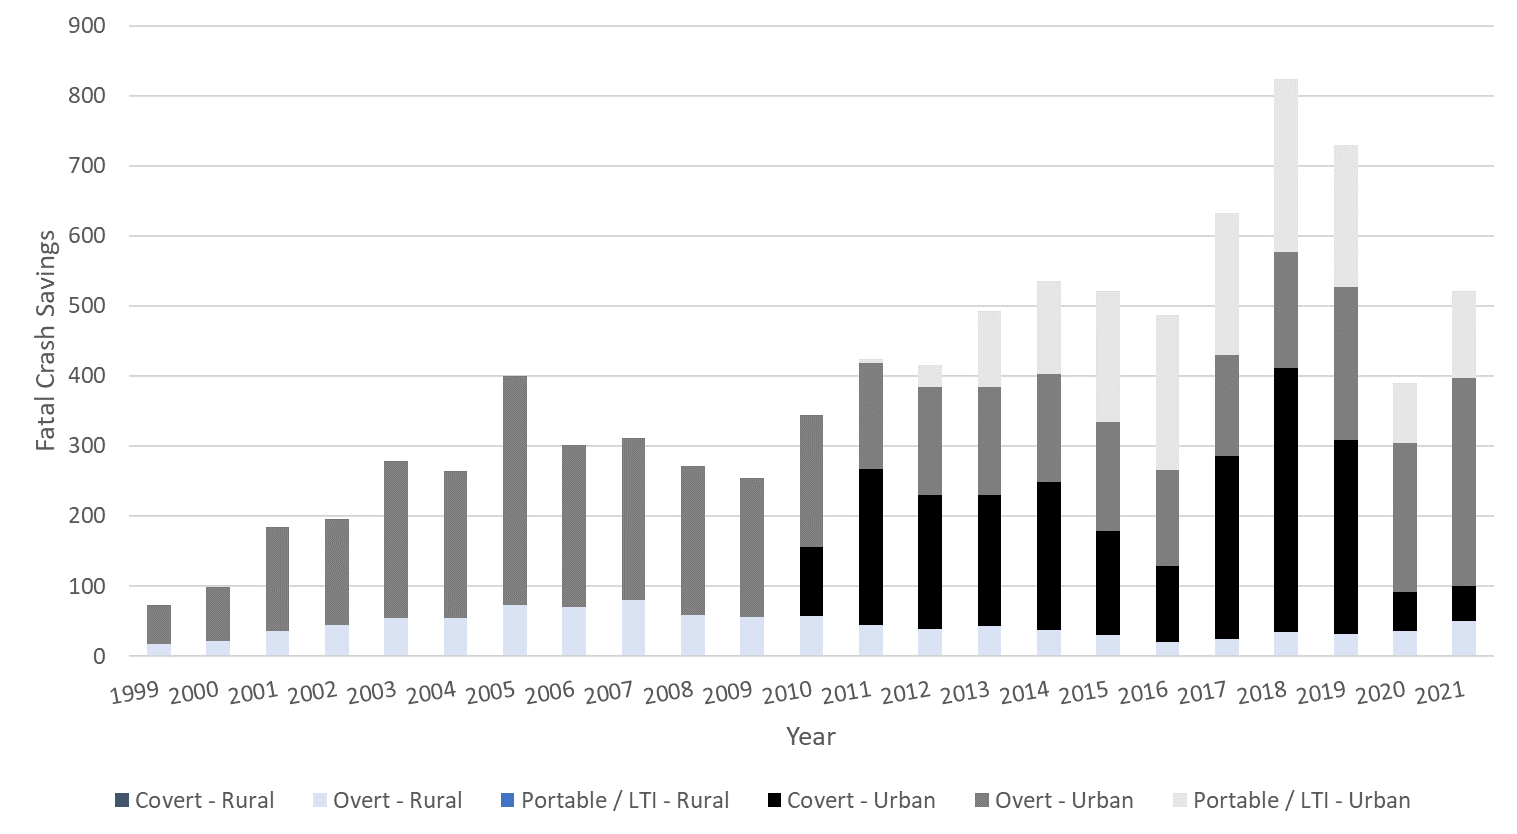 900
800
700
600
500
400
300
200
100
0
Fatal Crash Savings
1999 2000 2001 2002 2003 2004 2005 2006 2007 2008 2009 2010 2011 2012 2013 2014 2015 2016 2017 2018 2019 2020 2021
Year
Covert - Rural Overt - Rural Portable / LTI - Rural Covert - Urban Overt - Urban Portable / LTI - Urban